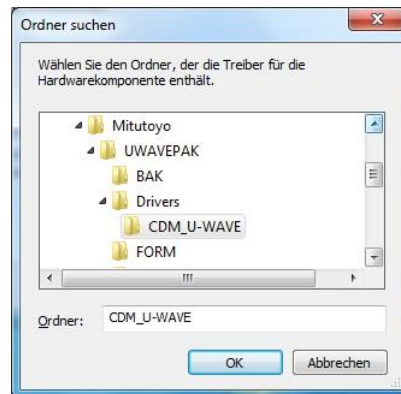 Ordner suchen
Wählen Sie den Ordner, der die Treiber für die
Hardwarekomponente enthält.
Mitutoyo
UWAVEPAK
BAK
Drivers
CDM_U-WAVE
FORM
Ordner: CDM_U-WAVE
OK Abbrechen